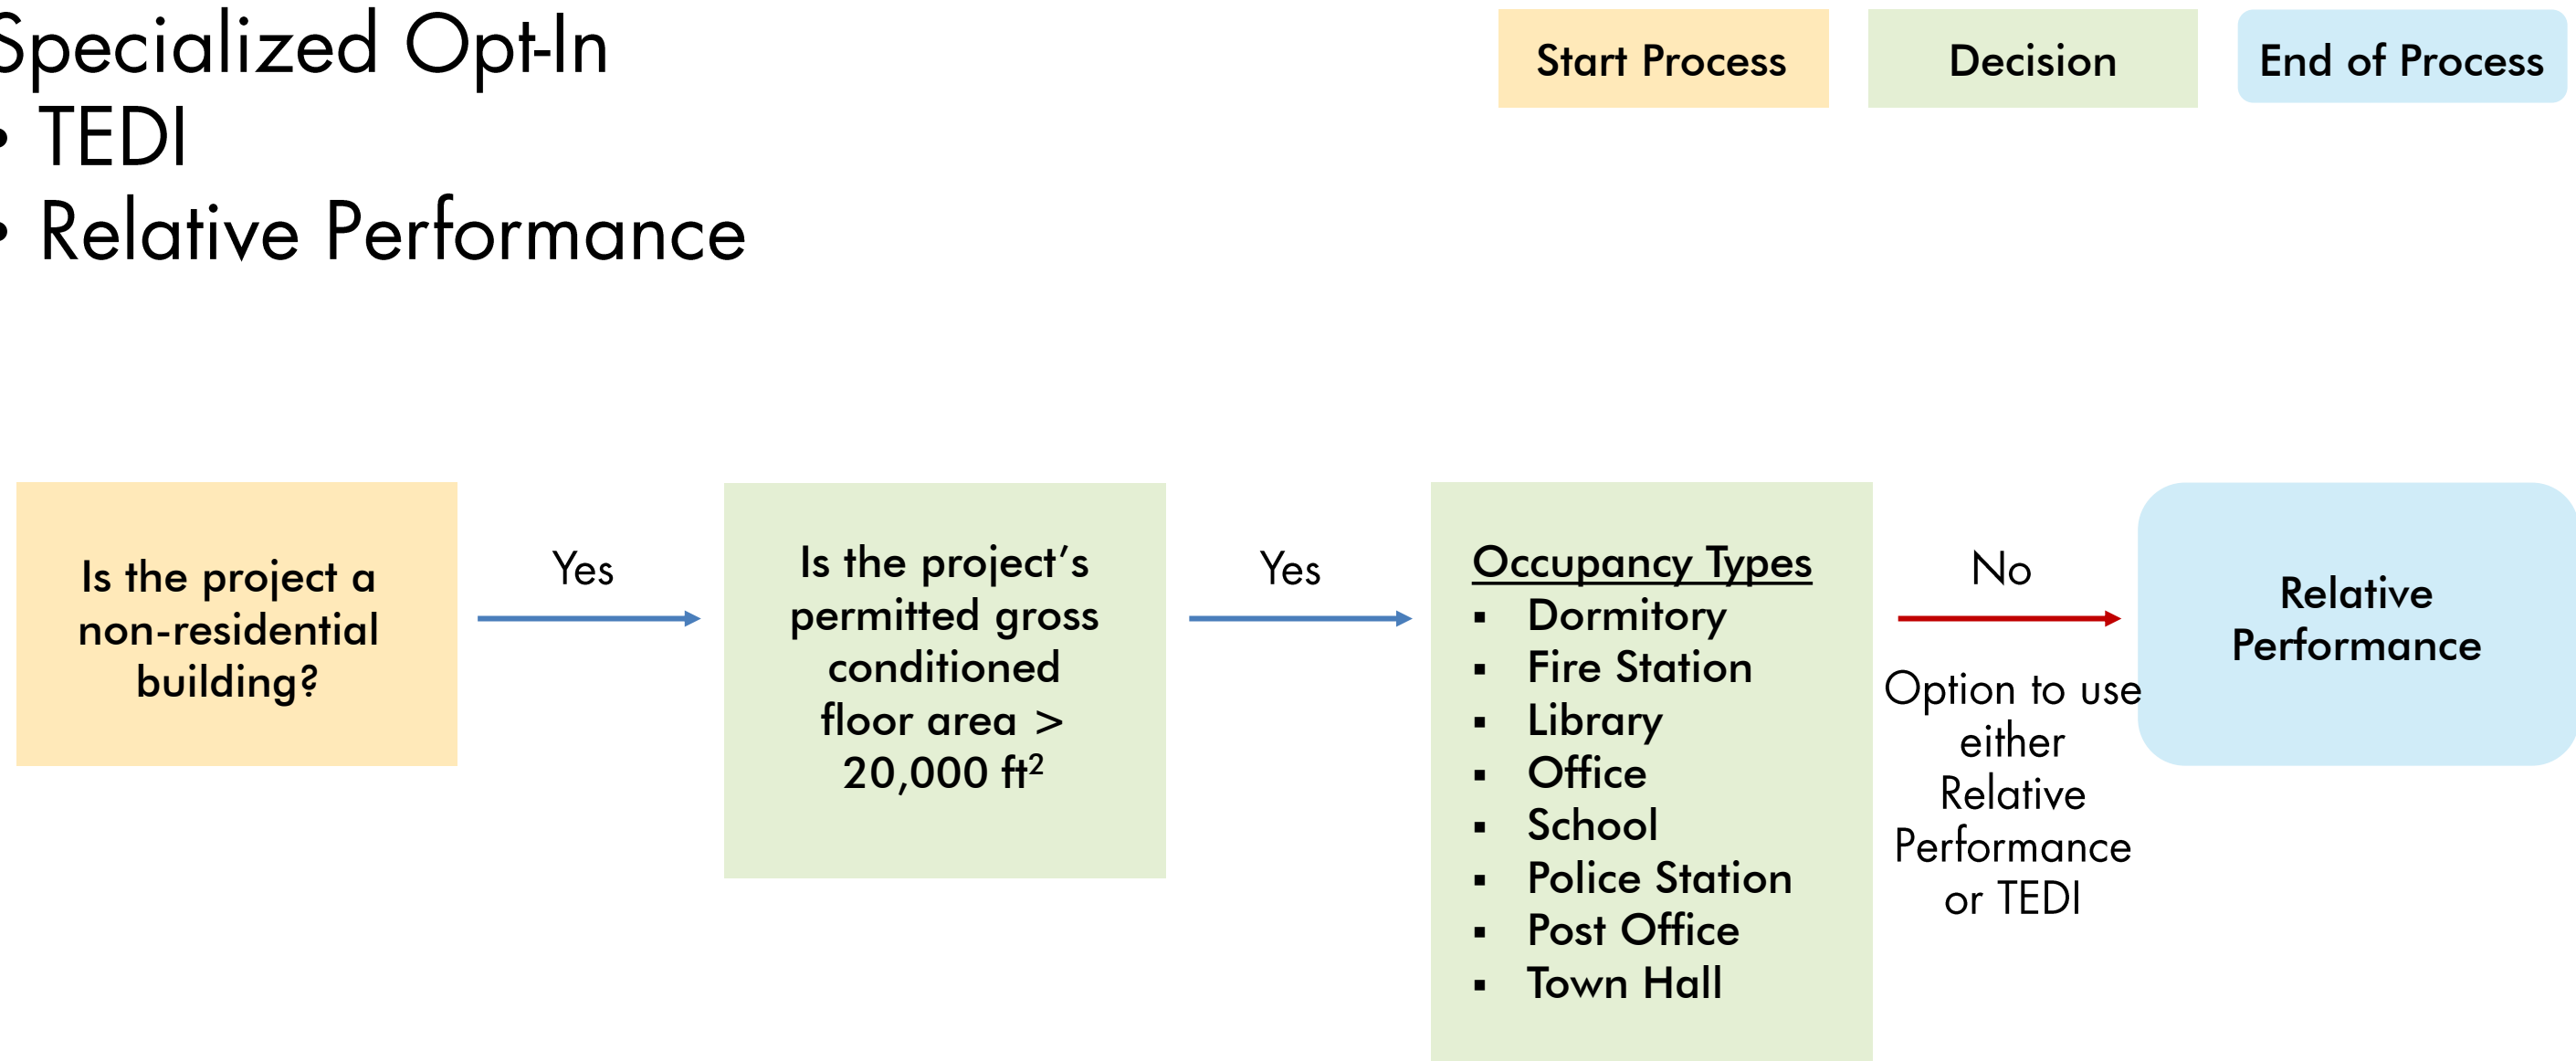 Specialized Opt-In
• TEDI
• Relative Performance
Start Process
Decision
End of Process
Is the project a
non-residential
building?
Yes
Is the project’s
permitted gross
conditioned
floor area >
20,000 ft²
Yes
Occupancy Types
▪ Dormitory
▪ Fire Station
▪ Library
▪ Office
▪ School
▪ Police Station
▪ Post Office
▪ Town Hall
No
Option to use
either
Relative
Performance
or TEDI
Relative
Performance